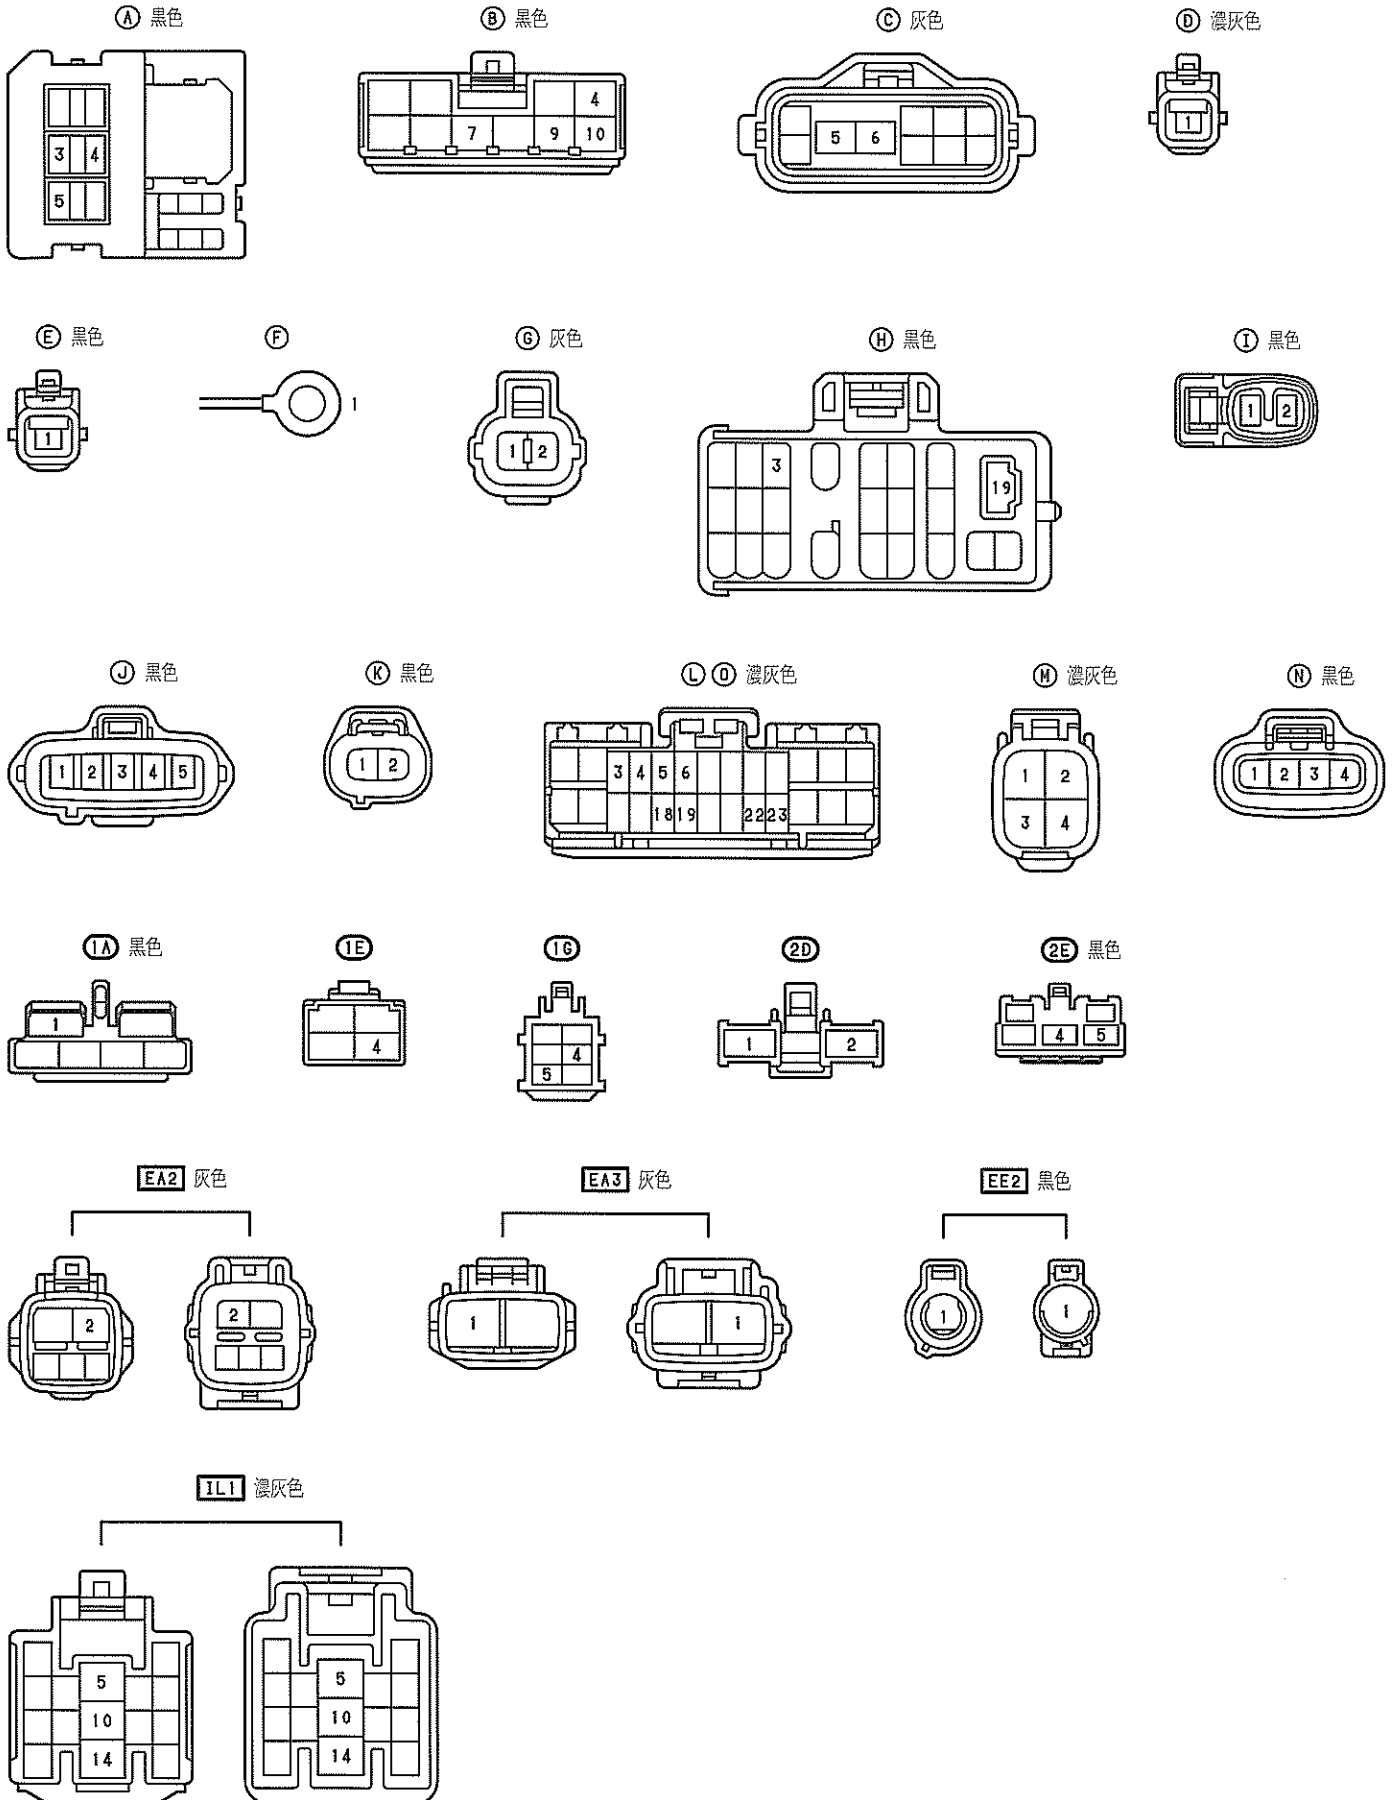 A 黒色
B 黒色
C 灰色
D 濃灰色
4
3 4
7 9 10
5 6
1
5
E 黒色
F
G 灰色
H 黒色
I 黒色
1
1
1 2
3
19
1 2
J 黒色
K 黒色
L O 濃灰色
M 濃灰色
N 黒色
1 2 3 4 5
1 2
3 4 5 6
18 19 22 23
1 2
3 4
1 2 3 4
1A 黒色
1E
1G
2D
2E 黒色
1
4
4
5
1 2
4 5
EA2 灰色
EA3 灰色
EE2 黒色
2
2
1
1
1
1
IL1 濃灰色
5
10
14
5
10
14